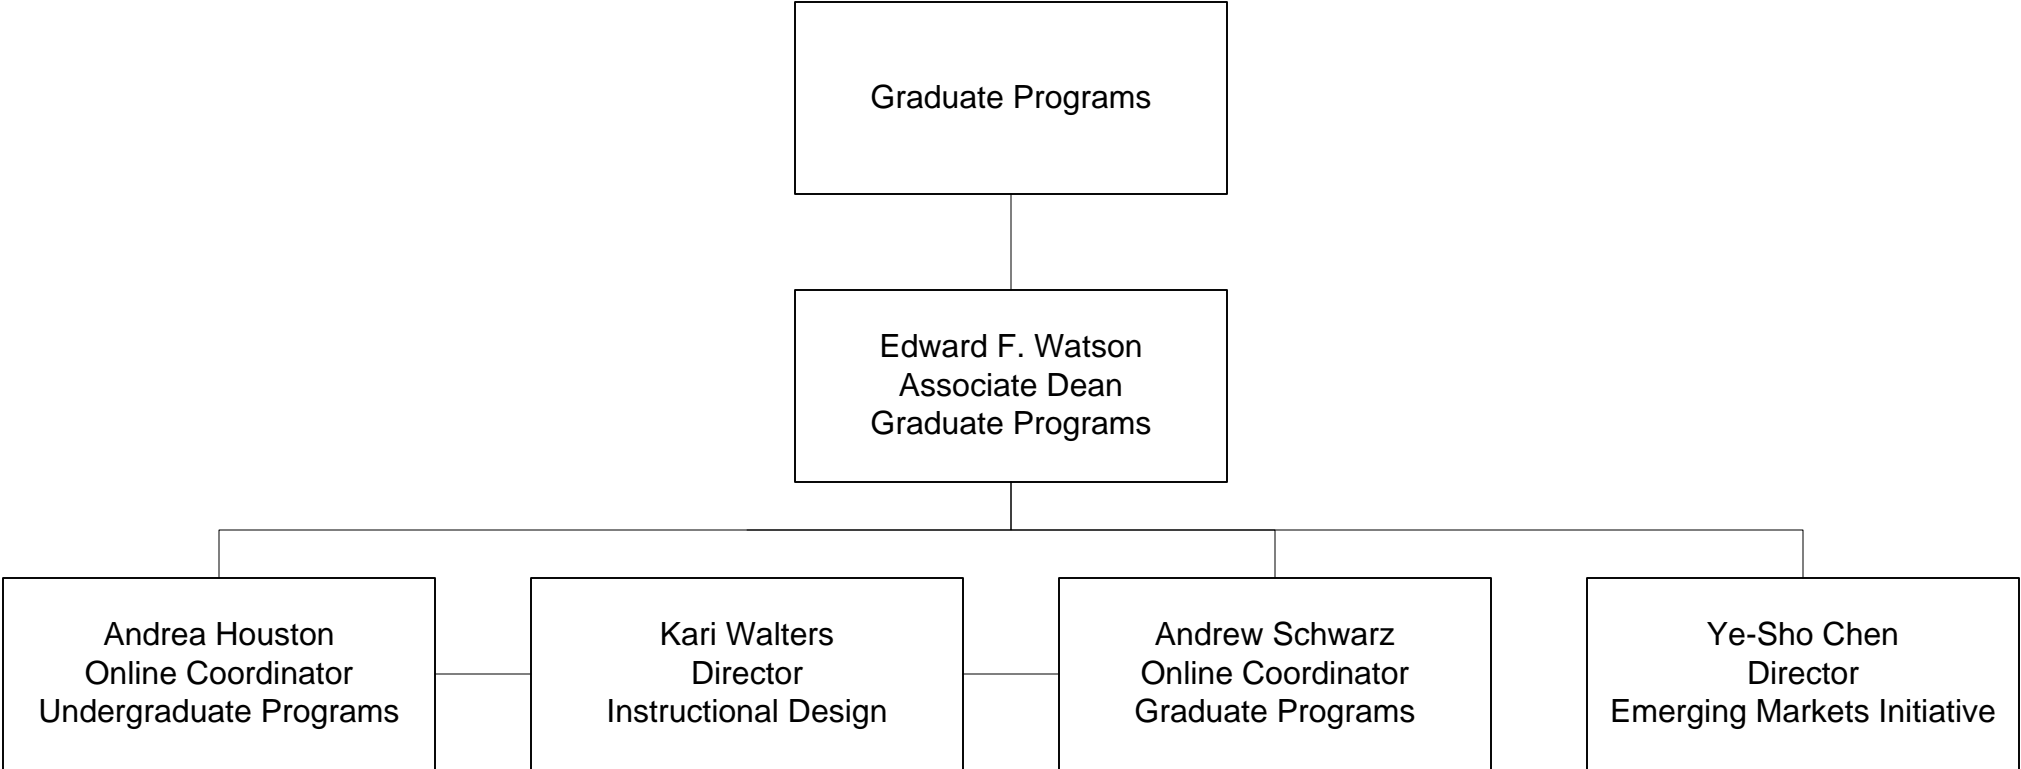 Graduate Programs
Edward F. Watson
Associate Dean
Graduate Programs
Andrea Houston
Online Coordinator
Undergraduate Programs
Kari Walters
Director
Instructional Design
Andrew Schwarz
Online Coordinator
Graduate Programs
Ye-Sho Chen
Director
Emerging Markets Initiative